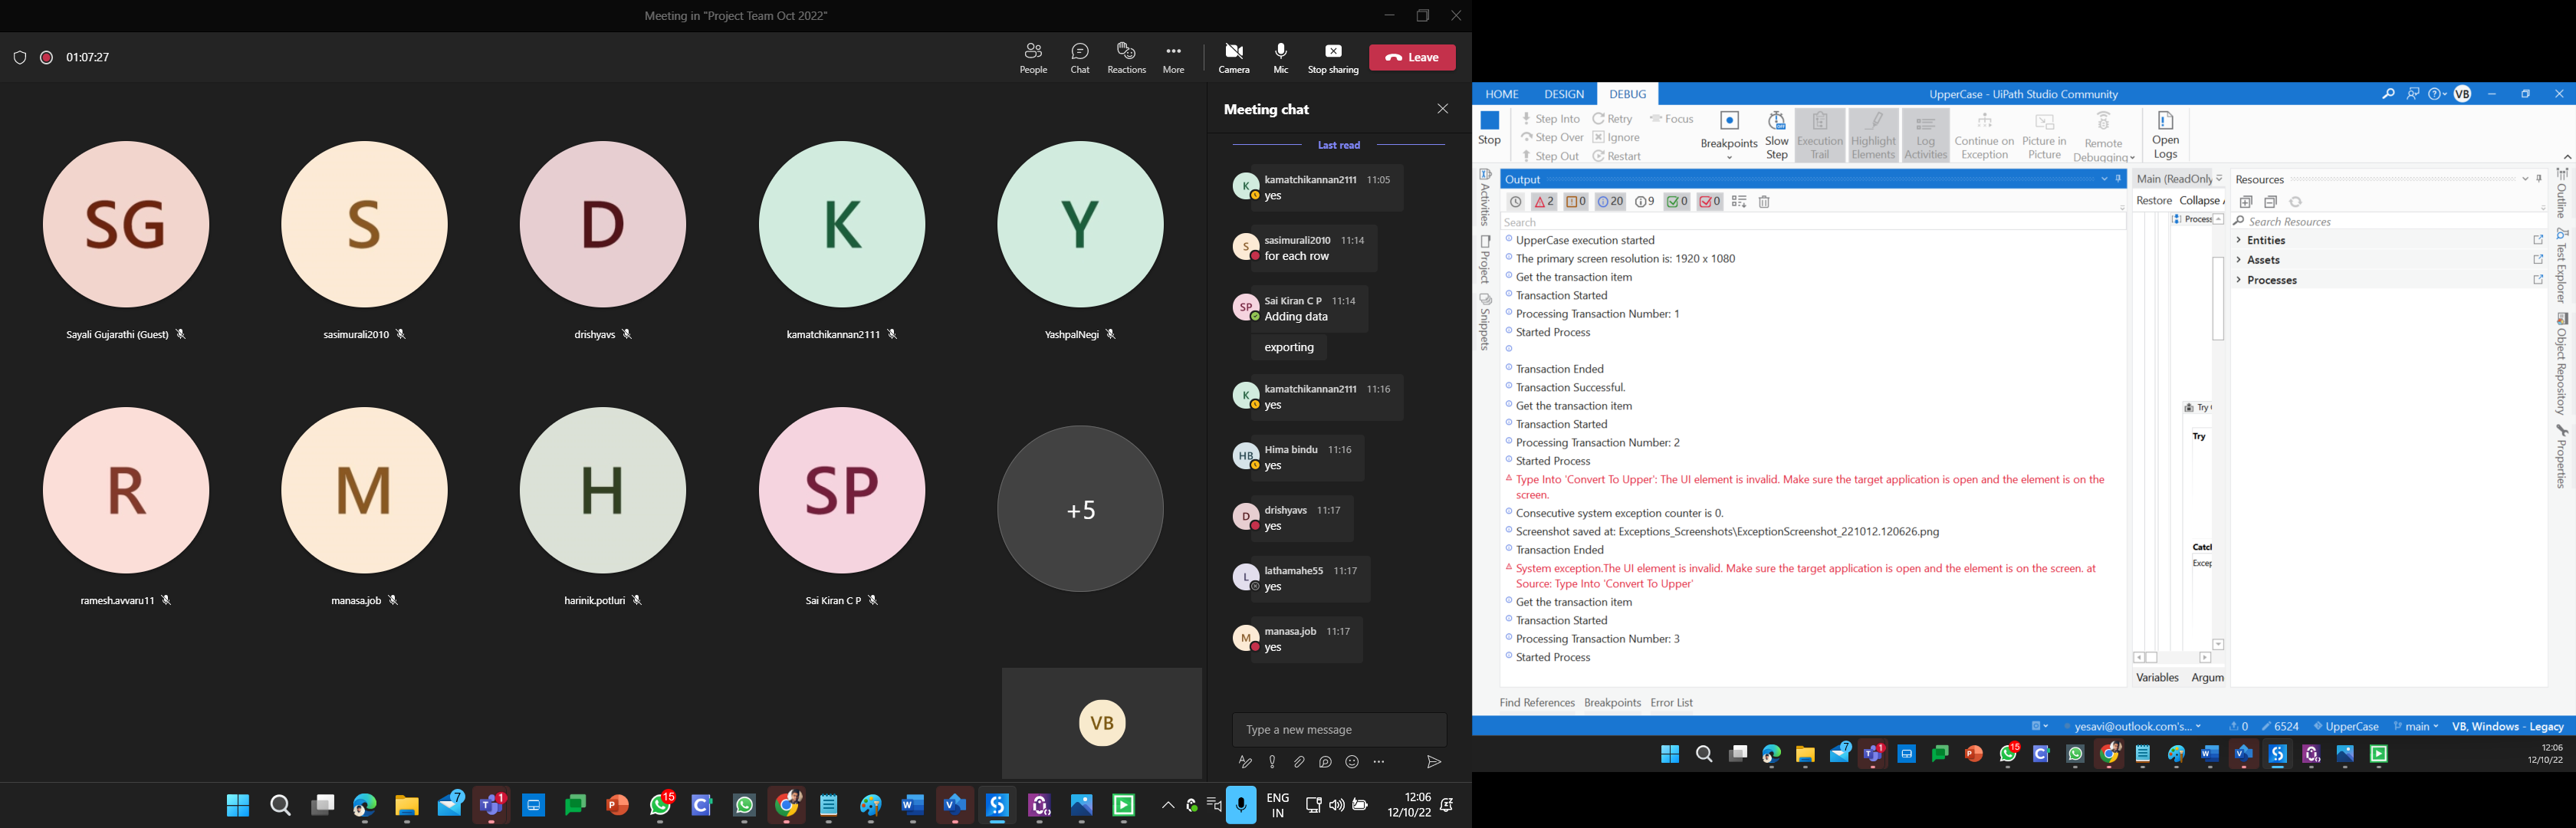 Meeting in "Project Team Oct 2022"
01:07:27
People
Chat
Reactions
More
Camera
Mic
Stop sharing
Leave
SG
Sayali Gujarathi (Guest)
S
sasimurali2010
D
drishyavs
K
kamatchikannan2111
Y
YashpalNegi
R
ramesh.avvaru11
M
manasa.job
H
harinik.potluri
SP
Sai Kiran C P
+5
VB
Meeting chat
Last read
K
kamatchikannan2111 11:05
yes
S
sasimurali2010 11:14
for each row
SP
Sai Kiran C P 11:14
Adding data
exporting
K
kamatchikannan2111 11:16
yes
HB
Hima bindu 11:16
yes
D
drishyavs 11:17
yes
L
lathamahe55 11:17
yes
M
manasa.job 11:17
yes
Type a new message
7
1
15
ENG
IN
12:06
12/10/22
HOME DESIGN DEBUG
UpperCase - UiPath Studio Community
VB
Stop
Step Into
Step Over
Step Out
Retry
Ignore
Restart
Focus
Breakpoints
Slow
Step
Execution
Trail
Highlight
Elements
Log
Activities
Continue on
Exception
Picture in
Picture
Remote
Debugging
Open
Logs
Activities
Project
Snippets
Output
2 0 20 9 0 0
Search
UpperCase execution started
The primary screen resolution is: 1920 x 1080
Get the transaction item
Transaction Started
Processing Transaction Number: 1
Started Process
Transaction Ended
Transaction Successful.
Get the transaction item
Transaction Started
Processing Transaction Number: 2
Started Process
Type Into 'Convert To Upper': The UI element is invalid. Make sure the target application is open and the element is on the
screen.
Consecutive system exception counter is 0.
Screenshot saved at: Exceptions_Screenshots\ExceptionScreenshot_221012.120626.png
Transaction Ended
System exception.The UI element is invalid. Make sure the target application is open and the element is on the screen. at
Source: Type Into 'Convert To Upper'
Get the transaction item
Transaction Started
Processing Transaction Number: 3
Started Process
Find References Breakpoints Error List
Main (ReadOnly
Restore Collapse A
Process
Try
Try
Catch
Excep
Variables Argum
Resources
Search Resources
Entities
Assets
Processes
Outline
Test Explorer
Object Repository
Properties
yesavi@outlook.com's...
0
6524
UpperCase
main
VB, Windows - Legacy
7
1
15
12:06
12/10/22